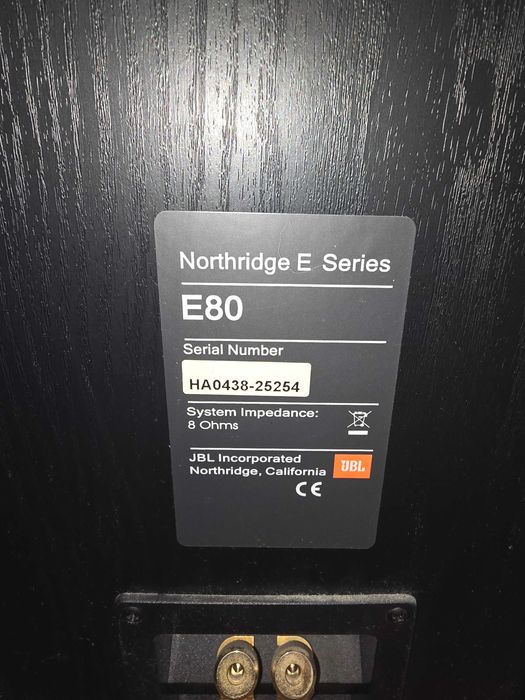 Northridge E Series
E80
Serial Number
HA0438-25254
System Impedance:
8 Ohms
JBL Incorporated
Northridge, California
JBL
CE